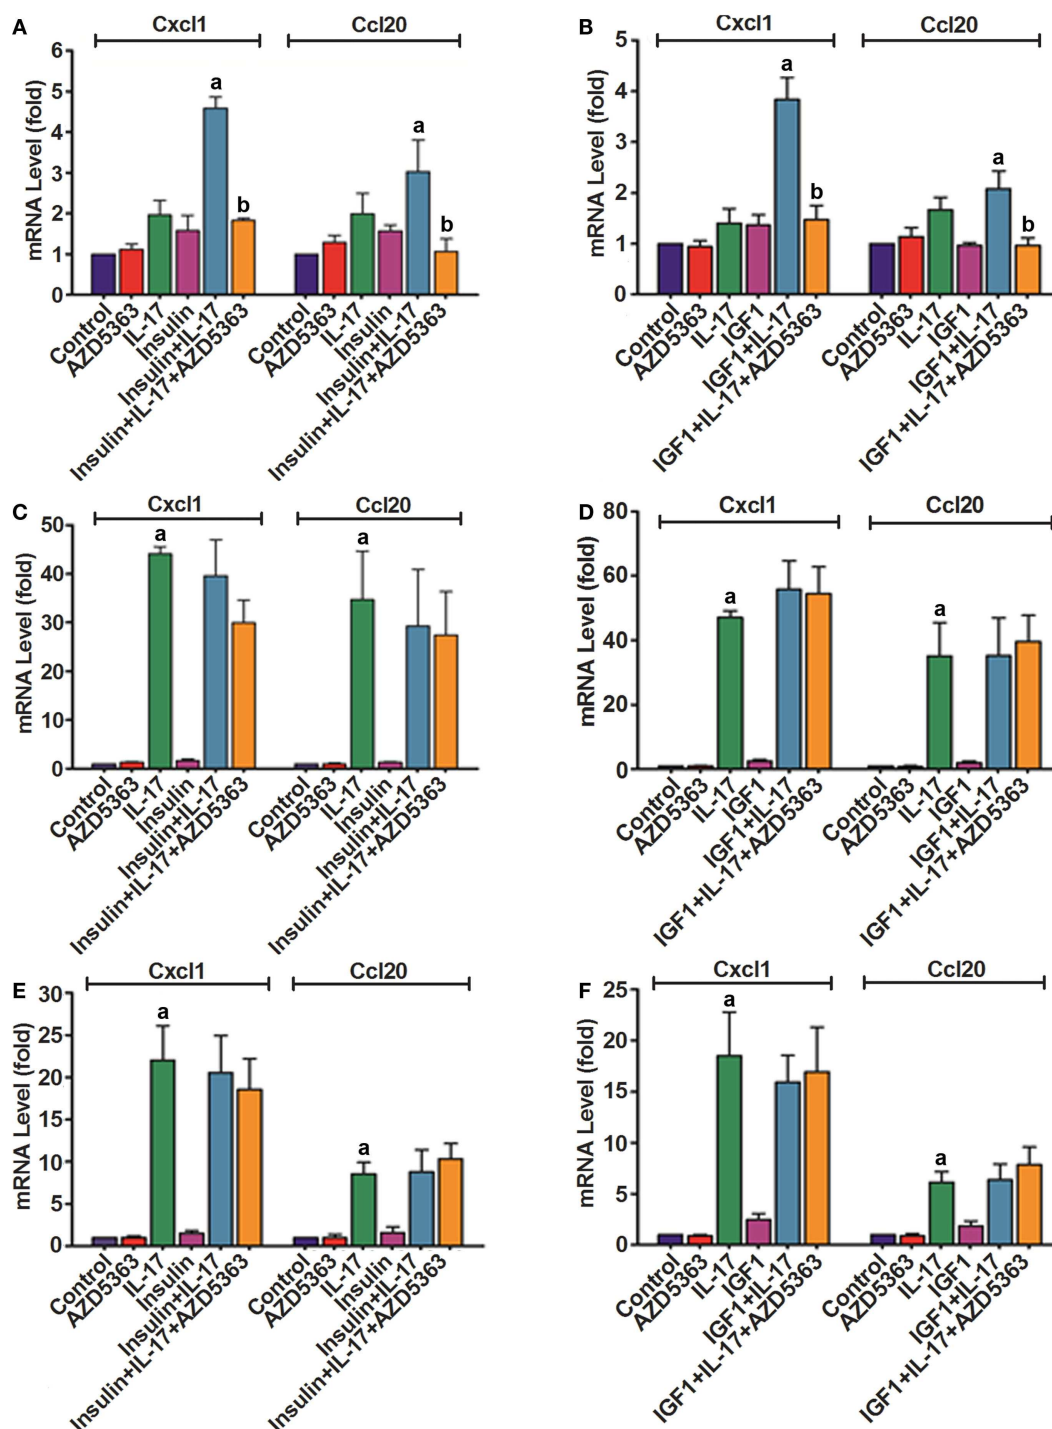 A
Cxcl1
Ccl20
mRNA Level (fold)
6
5
4
3
2
1
0
a
b
a
b
Control
AZD5363
IL-17
Insulin
Insulin+IL-17
Insulin+IL-17+AZD5363
Control
AZD5363
IL-17
Insulin
Insulin+IL-17
Insulin+IL-17+AZD5363
B
Cxcl1
Ccl20
mRNA Level (fold)
5
4
3
2
1
0
a
b
a
b
Control
AZD5363
IL-17
IGF1
IGF1+IL-17
IGF1+IL-17+AZD5363
Control
AZD5363
IL-17
IGF1
IGF1+IL-17
IGF1+IL-17+AZD5363
C
Cxcl1
Ccl20
mRNA Level (fold)
50
40
30
20
10
0
a
a
Control
AZD5363
IL-17
Insulin
Insulin+IL-17
Insulin+IL-17+AZD5363
Control
AZD5363
IL-17
Insulin
Insulin+IL-17
Insulin+IL-17+AZD5363
D
Cxcl1
Ccl20
mRNA Level (fold)
80
60
40
20
0
a
a
Control
AZD5363
IL-17
IGF1
IGF1+IL-17
IGF1+IL-17+AZD5363
Control
AZD5363
IL-17
IGF1
IGF1+IL-17
IGF1+IL-17+AZD5363
E
Cxcl1
Ccl20
mRNA Level (fold)
30
25
20
15
10
5
0
a
a
Control
AZD5363
IL-17
Insulin
Insulin+IL-17
Insulin+IL-17+AZD5363
Control
AZD5363
IL-17
Insulin
Insulin+IL-17
Insulin+IL-17+AZD5363
F
Cxcl1
Ccl20
mRNA Level (fold)
25
20
15
10
5
0
a
a
Control
AZD5363
IL-17
IGF1
IGF1+IL-17
IGF1+IL-17+AZD5363
Control
AZD5363
IL-17
IGF1
IGF1+IL-17
IGF1+IL-17+AZD5363